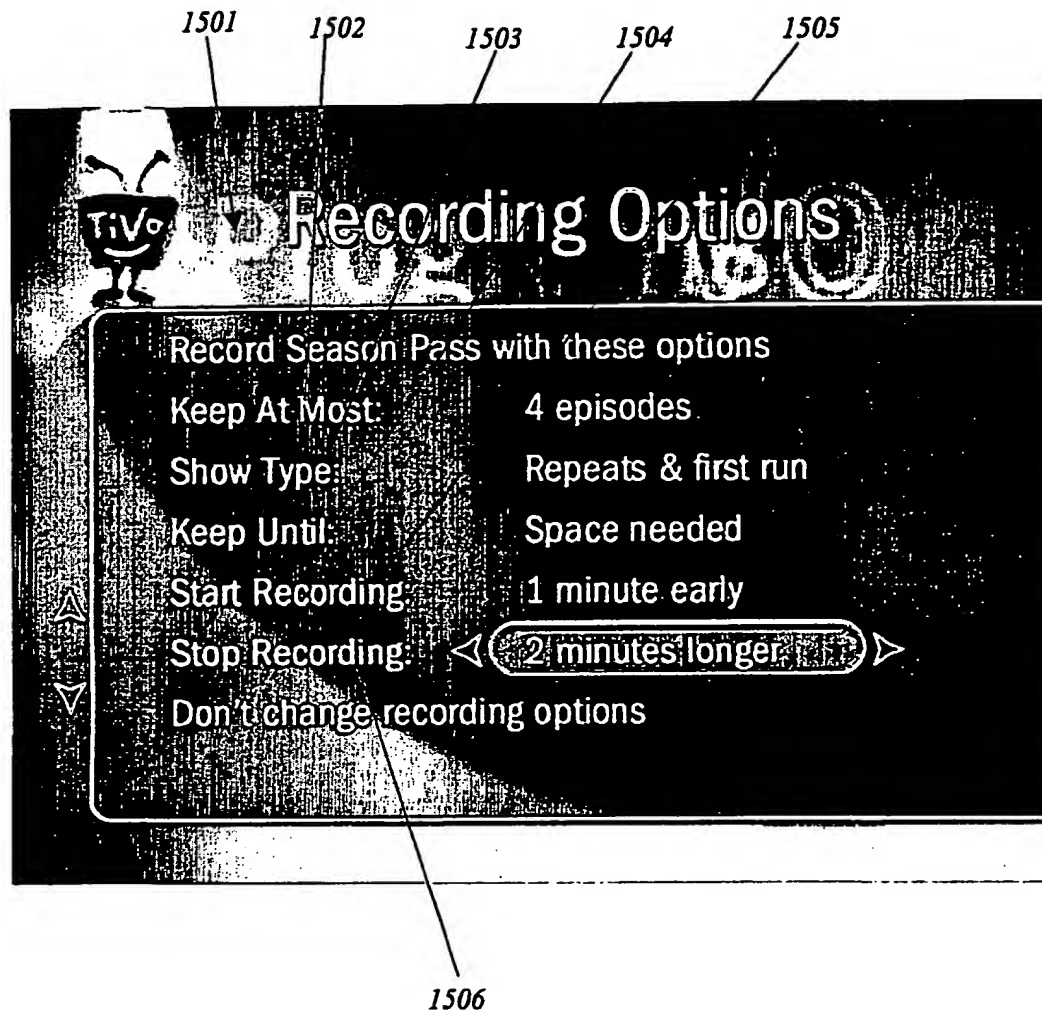 1501 1502 1503 1504 1505
TiVo
Recording Options
Record Season Pass with these options
Keep At Most: 4 episodes
Show Type: Repeats & first run
Keep Until: Space needed
Start Recording: 1 minute early
Stop Recording: 2 minutes longer
Don't change recording options
1506